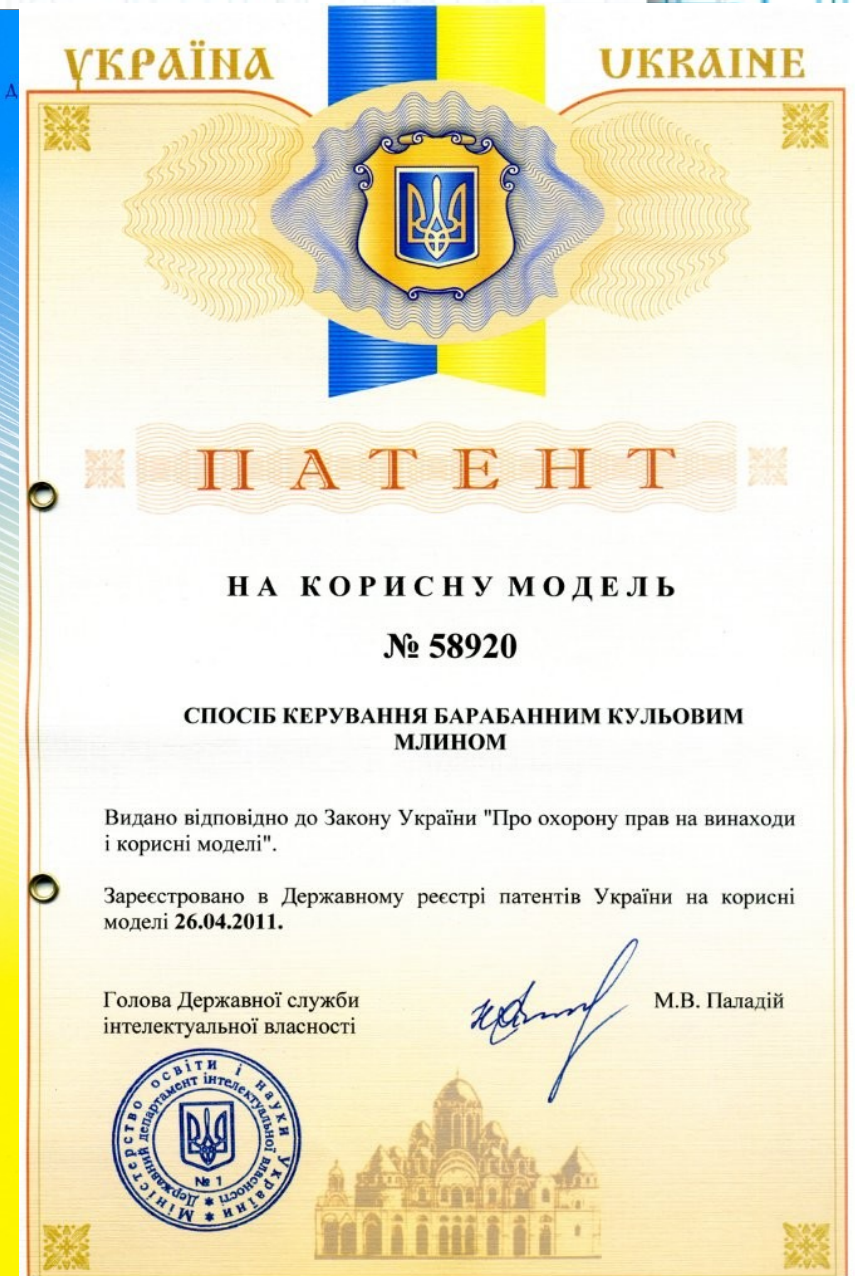 УКРАЇНА
UKRAINE
Д
ПАТЕНТ
НА КОРИСНУ МОДЕЛЬ
№ 58920
СПОСІБ КЕРУВАННЯ БАРАБАННИМ КУЛЬОВИМ
МЛИНОМ
Видано відповідно до Закону України "Про охорону прав на винаходи
і корисні моделі".
Зареєстровано в Державному реєстрі патентів України на корисні
моделі 26.04.2011.
Голова Державної служби
інтелектуальної власності
М.В. Паладій
Міністерство освіти і науки України
Державний департамент інтелектуальної власності
№ 1